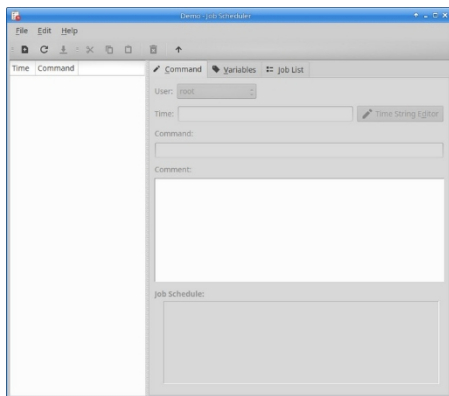 Demo - Job Scheduler
File Edit Help
Time Command
Command Variables Job List
User: root
Time: Time String Editor
Command:
Comment:
Job Schedule: